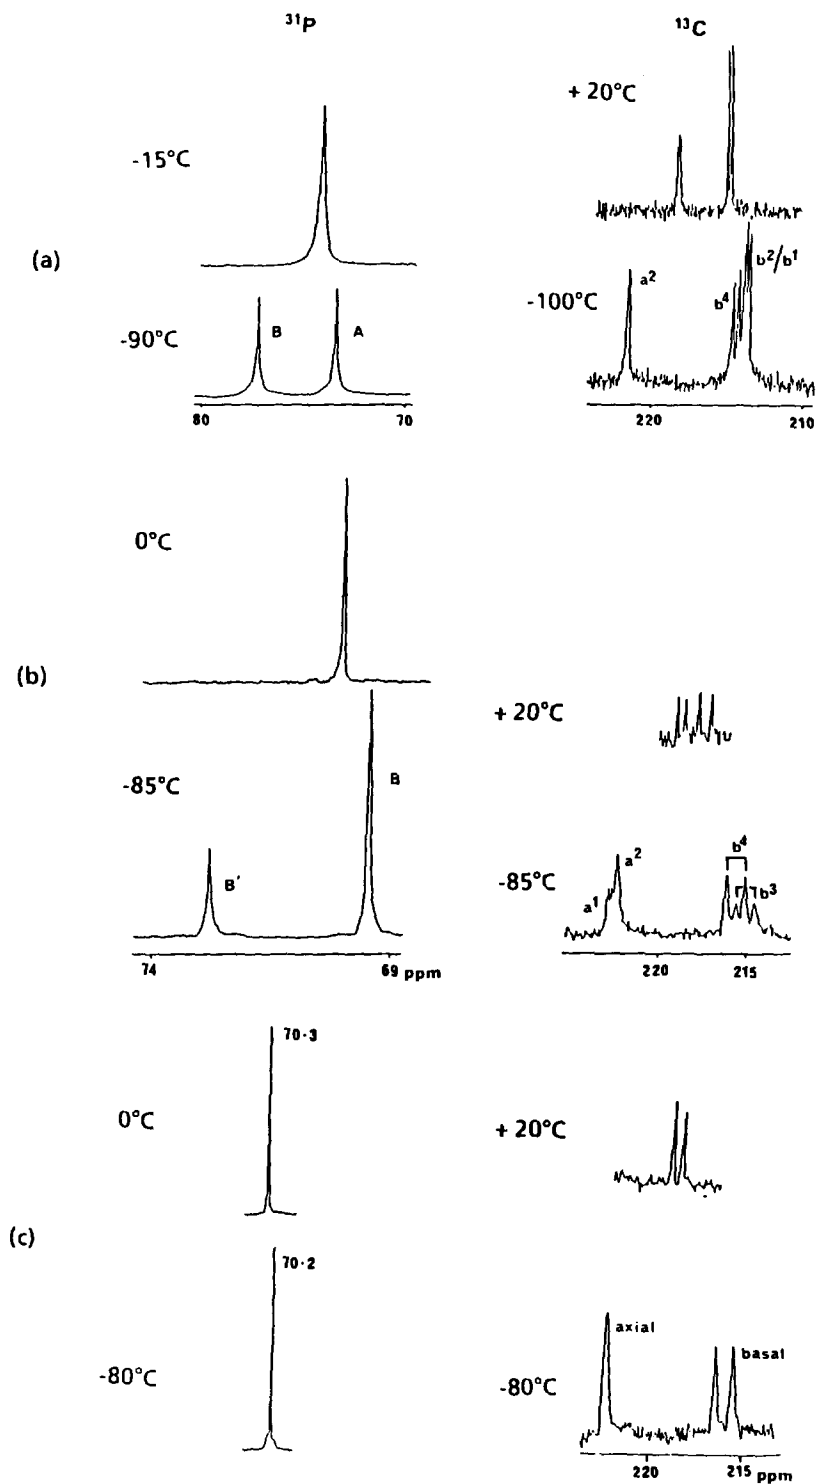 ³¹P
¹³C
+ 20°C
-15°C
(a)
-100°C
a²
b⁴
b²/b¹
-90°C
B
A
80
70
220
210
0°C
(b)
+ 20°C
-85°C
B
B'
-85°C
a¹
a²
b⁴
b³
74
69 ppm
220
215
70·3
0°C
+ 20°C
(c)
70·2
axial
basal
-80°C
-80°C
220
215 ppm